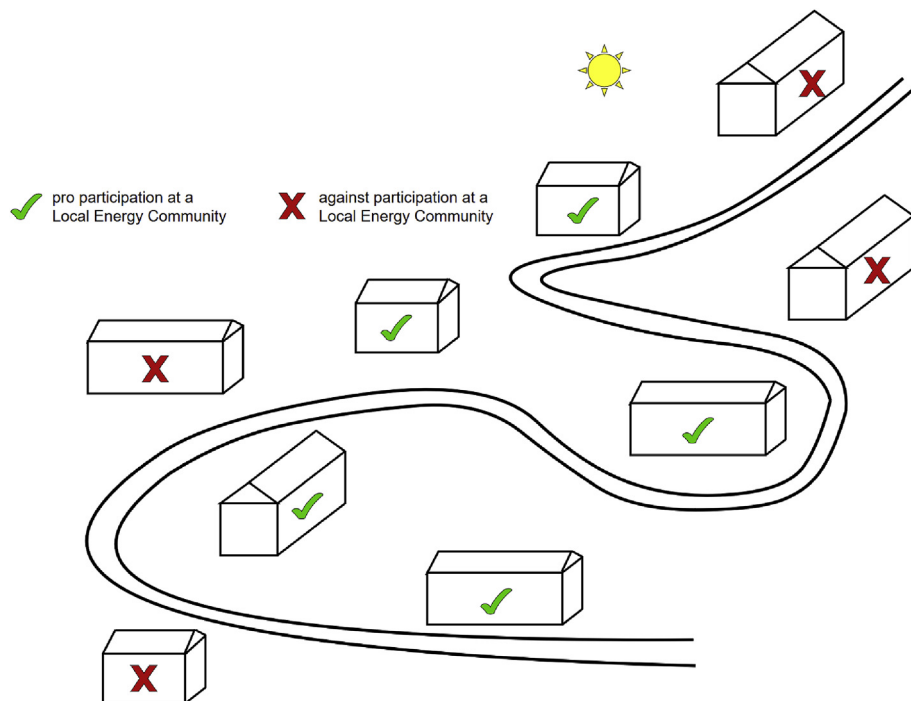 pro participation at a
Local Energy Community
against participation at a
Local Energy Community